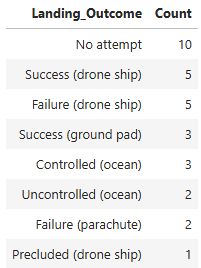 Landing_Outcome Count
No attempt 10
Success (drone ship) 5
Failure (drone ship) 5
Success (ground pad) 3
Controlled (ocean) 3
Uncontrolled (ocean) 2
Failure (parachute) 2
Precluded (drone ship) 1